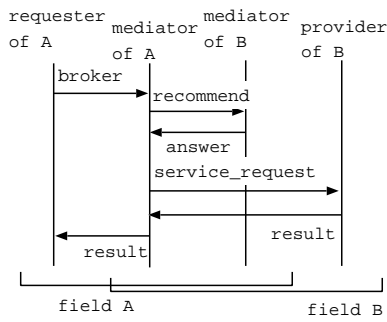 requester
of A
mediator
of A
mediator
of B
provider
of B
broker
recommend
answer
service_request
result
result
field A
field B